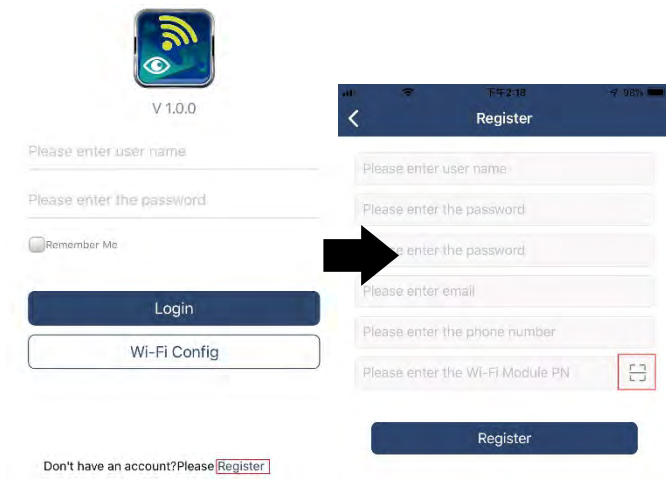 V 1.0.0
Please enter user name
Please enter the password
Remember Me
Login
Wi-Fi Config
Don't have an account?Please Register
下午2:18
98%
Register
Please enter user name
Please enter the password
enter the password
Please enter email
Please enter the phone number
Please enter the Wi-Fi Module PN
Register